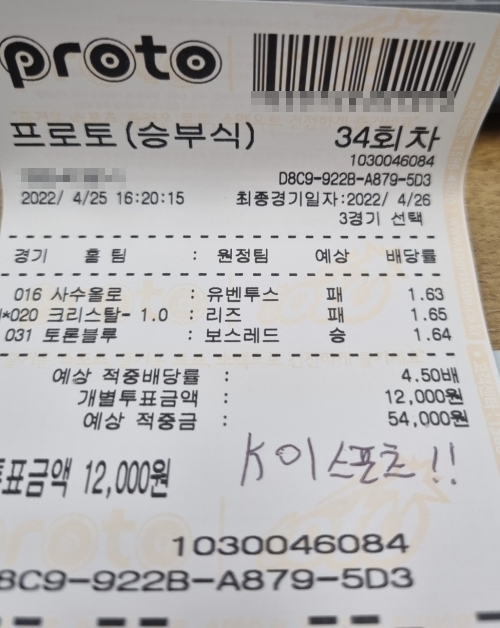 proto
프로토(승부식) 34회차
1030046084
D8C9-922B-A879-5D3
2022/ 4/25 16:20:15 최종경기일자:2022/ 4/26
3경기 선택
경기 홈 팀 : 원정팀 예상 배당률
016 사수올로 : 유벤투스 패 1.63
*020 크리스탈- 1.0 : 리즈 패 1.65
031 토론블루 : 보스레드 승 1.64
예상 적중배당률 : 4.50배
개별투표금액 : 12,000원
예상 적중금 : 54,000원
K이스포츠!!
투표금액 12,000원
1030046084
8C9-922B-A879-5D3